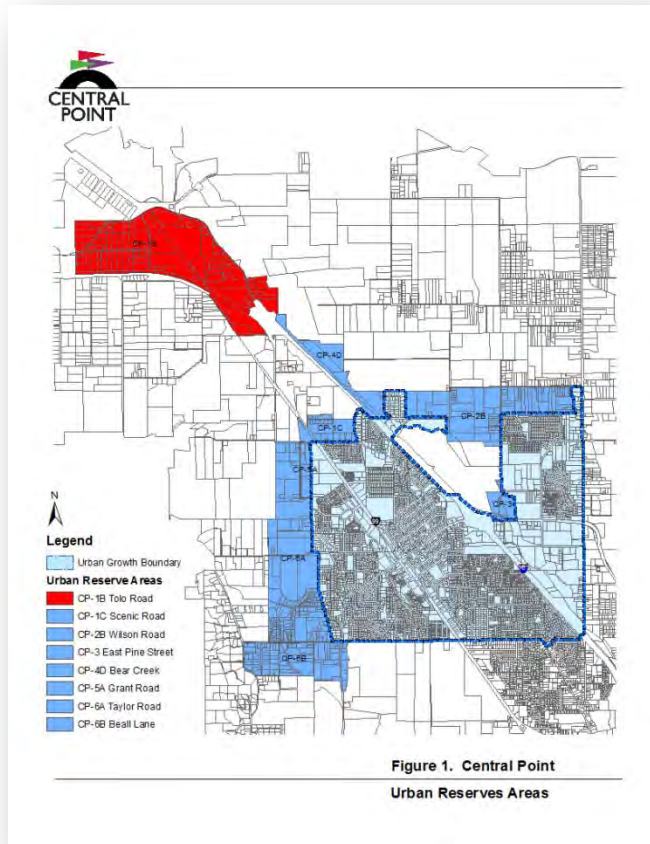 CENTRAL
POINT
CP-1B
CP-4D
CP-2B
CP-1C
CP-5A
CP-3
CP-6A
CP-6B
N
Legend
Urban Growth Boundary
Urban Reserve Areas
CP-1B Tolo Road
CP-1C Scenic Road
CP-2B Wilson Road
CP-3 East Pine Street
CP-4D Bear Creek
CP-5A Grant Road
CP-6A Taylor Road
CP-6B Beall Lane
Figure 1. Central Point
Urban Reserves Areas